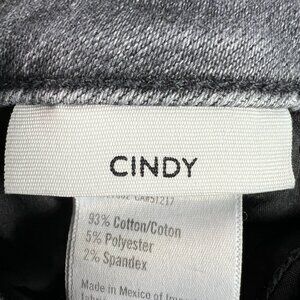 CINDY
93% Cotton/Coton
5% Polyester
2% Spandex
Made in Mexico of